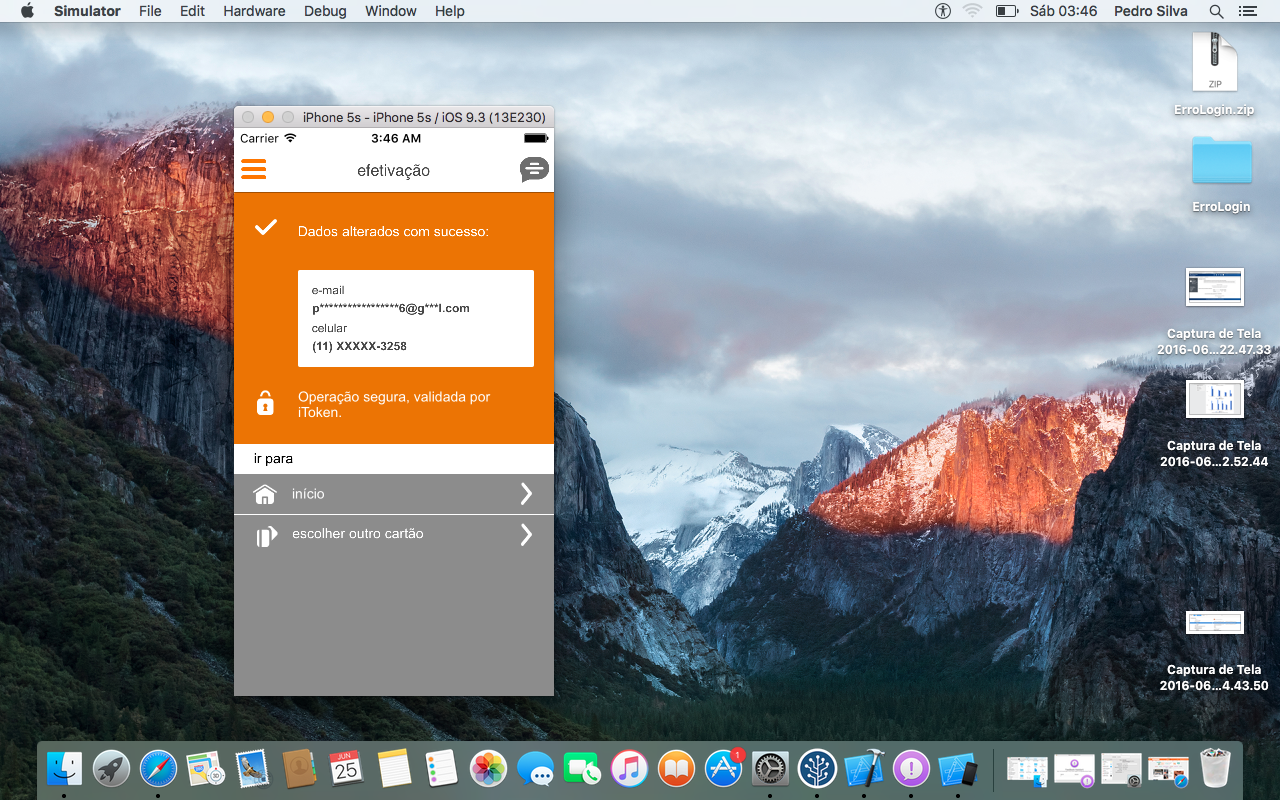 Simulator File Edit Hardware Debug Window Help
Sáb 03:46 Pedro Silva
ZIP
ErroLogin.zip
ErroLogin
Captura de Tela
2016-06...22.47.33
Captura de Tela
2016-06...2.52.44
Captura de Tela
2016-06...4.43.50
iPhone 5s - iPhone 5s / iOS 9.3 (13E230)
Carrier 3:46 AM
efetivação
Dados alterados com sucesso:
e-mail
p*****************6@g***l.com
celular
(11) XXXXX-3258
Operação segura, validada por
iToken.
ir para
início
escolher outro cartão
JUN
25
1